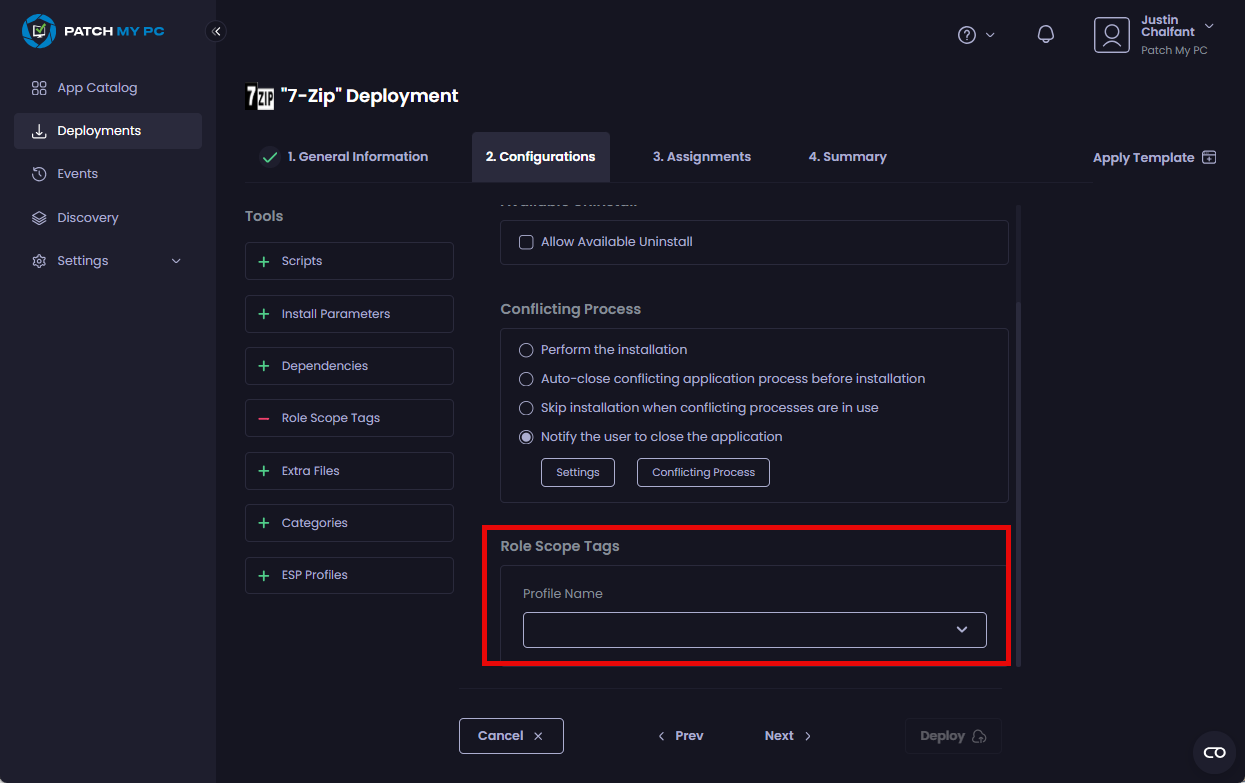 PATCH MY PC
App Catalog
Deployments
Events
Discovery
Settings
Justin
Chalfant
Patch My PC
7 ZIP "7-Zip" Deployment
1. General Information
2. Configurations
3. Assignments
4. Summary
Apply Template
Tools
Scripts
Install Parameters
Dependencies
Role Scope Tags
Extra Files
Categories
ESP Profiles
Available Uninstall
Allow Available Uninstall
Conflicting Process
Perform the installation
Auto-close conflicting application process before installation
Skip installation when conflicting processes are in use
Notify the user to close the application
Settings
Conflicting Process
Role Scope Tags
Profile Name
Cancel
Prev
Next
Deploy